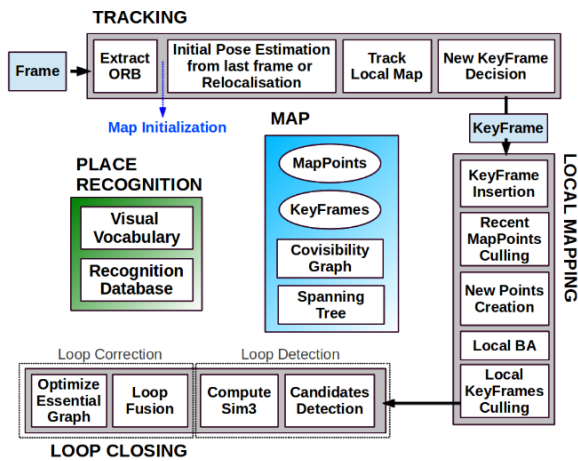 TRACKING
Frame
Extract
ORB
Initial Pose Estimation
from last frame or
Relocalisation
Track
Local Map
New KeyFrame
Decision
Map Initialization
KeyFrame
MAP
MapPoints
KeyFrames
Covisibility
Graph
Spanning
Tree
PLACE
RECOGNITION
Visual
Vocabulary
Recognition
Database
LOCAL MAPPING
KeyFrame
Insertion
Recent
MapPoints
Culling
New Points
Creation
Local BA
Local
KeyFrames
Culling
Loop Correction
Loop Detection
Optimize
Essential
Graph
Loop
Fusion
Compute
Sim3
Candidates
Detection
LOOP CLOSING